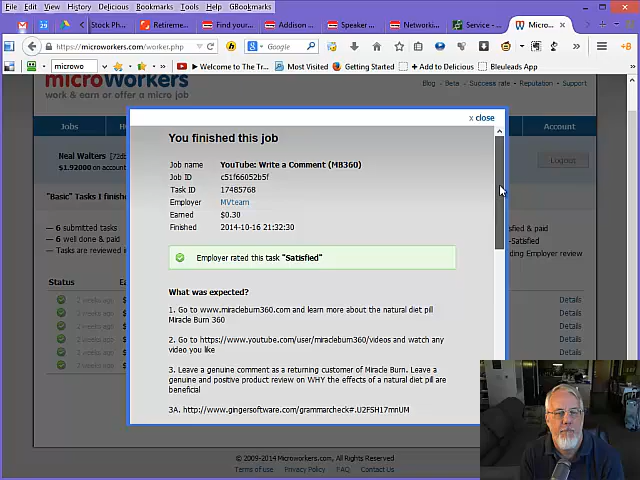 File Edit View History Delicious Bookmarks Tools Help GBookmarks
Stock Ph... Retireme... Find your... Addison ... Speaker ... Networki... Service - ... Micro...
https://microworkers.com/worker.php Google
microwo Welcome to The Tr... Most Visited Getting Started Add to Delicious Bleuleads App
microWorkers
work & earn or offer a micro job
Blog - Beta - Success rate - Reputation - Support
Jobs
Account
x close
You finished this job
Neal Walters
$1.92000 on account
Logout
Job name YouTube: Write a Comment (MB360)
Job ID c51f66052b5f
Task ID 17485768
Employer MVteam
Earned $0.30
Finished 2014-10-16 21:32:30
"Basic" Tasks I finished
6 submitted tasks
6 well done & paid
Tasks are reviewed
Employer rated this task "Satisfied"
What was expected?
Status
1. Go to www.miracleburn360.com and learn more about the natural diet pill
Miracle Burn 360
2. Go to https://www.youtube.com/user/miracleburn360/videos and watch any
video you like
3. Leave a genuine comment as a returning customer of Miracle Burn. Leave a
genuine and positive product review on WHY the effects of a natural diet pill are
beneficial
3A. http://www.gingersoftware.com/grammarcheck#.U2FSH17mnUM
Details
Details
Details
Details
Details
Details
© 2009-2014 Microworkers.com, All Rights Reserved
Terms of use Privacy Policy FAQ Contact Us